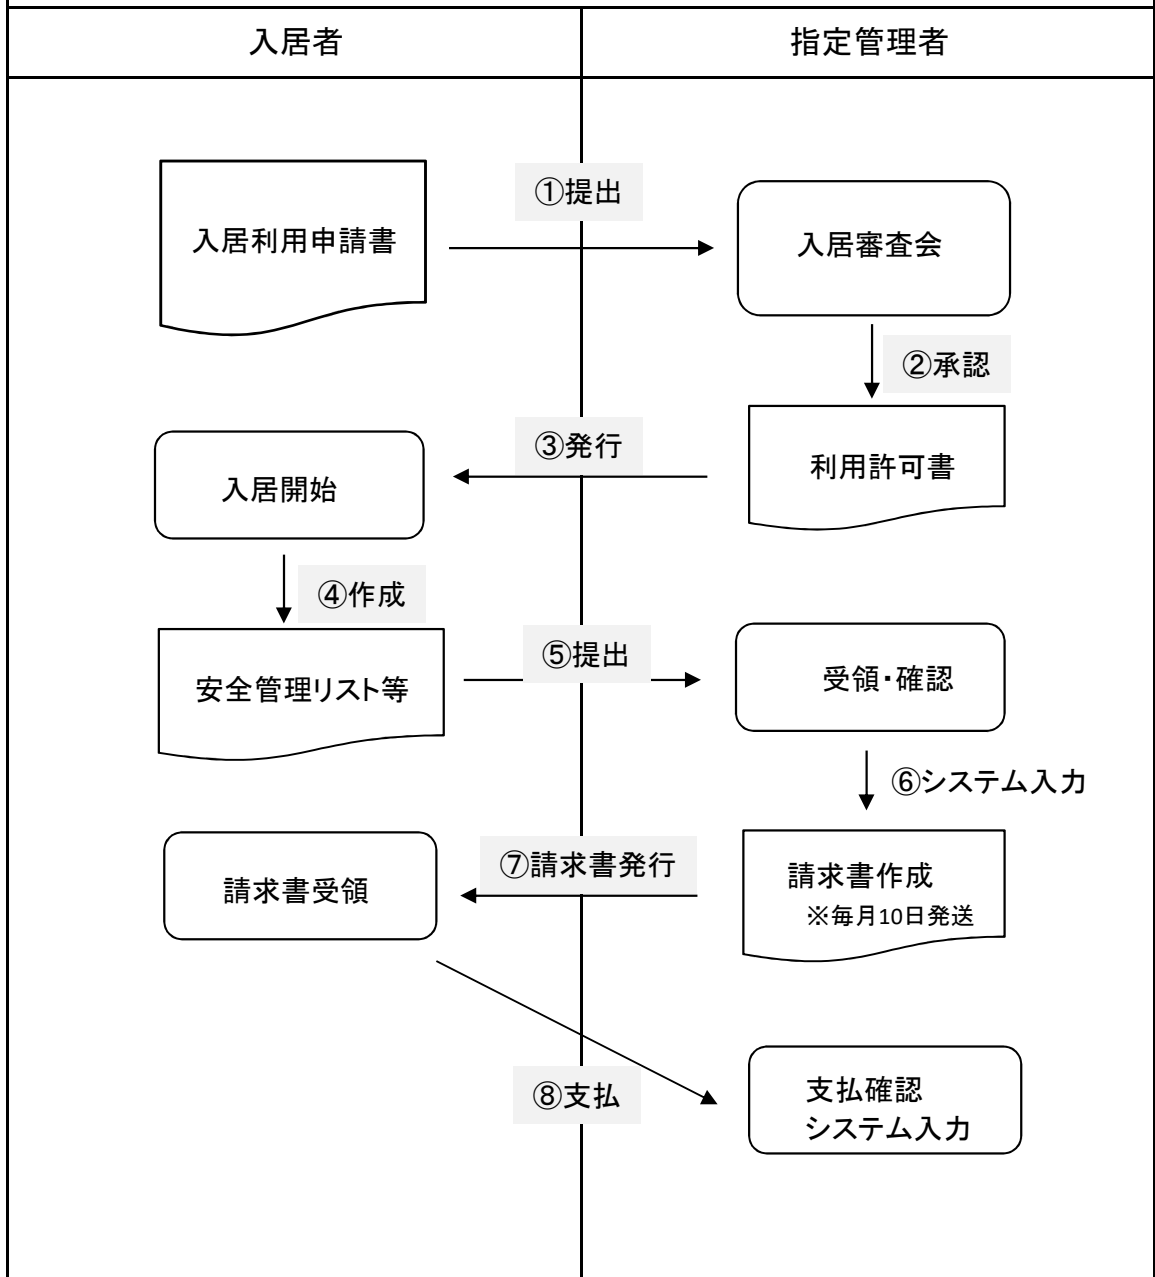 入居者
指定管理者
①提出
入居利用申請書
入居審査会
②承認
③発行
利用許可書
入居開始
④作成
⑤提出
安全管理リスト等
受領・確認
⑥システム入力
⑦請求書発行
請求書作成
※毎月10日発送
請求書受領
⑧支払
支払確認
システム入力